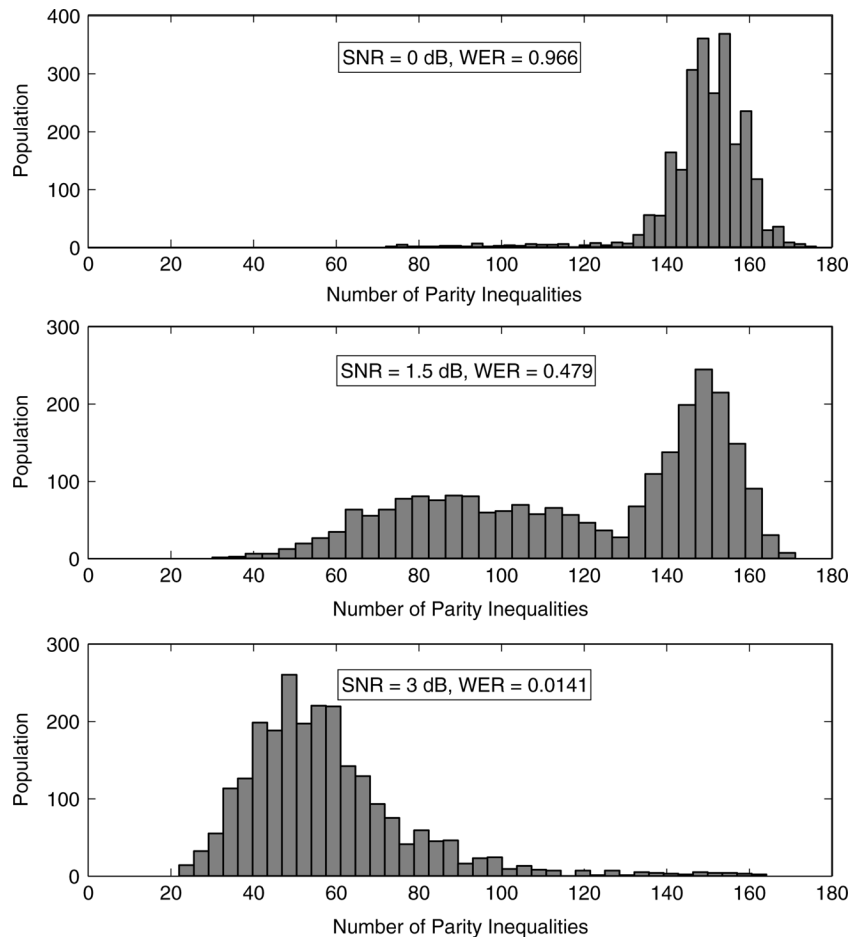 400
300
200
100
0
Population
SNR = 0 dB, WER = 0.966
0 20 40 60 80 100 120 140 160 180
Number of Parity Inequalities
300
200
100
0
Population
SNR = 1.5 dB, WER = 0.479
0 20 40 60 80 100 120 140 160 180
Number of Parity Inequalities
300
200
100
0
Population
SNR = 3 dB, WER = 0.0141
0 20 40 60 80 100 120 140 160 180
Number of Parity Inequalities